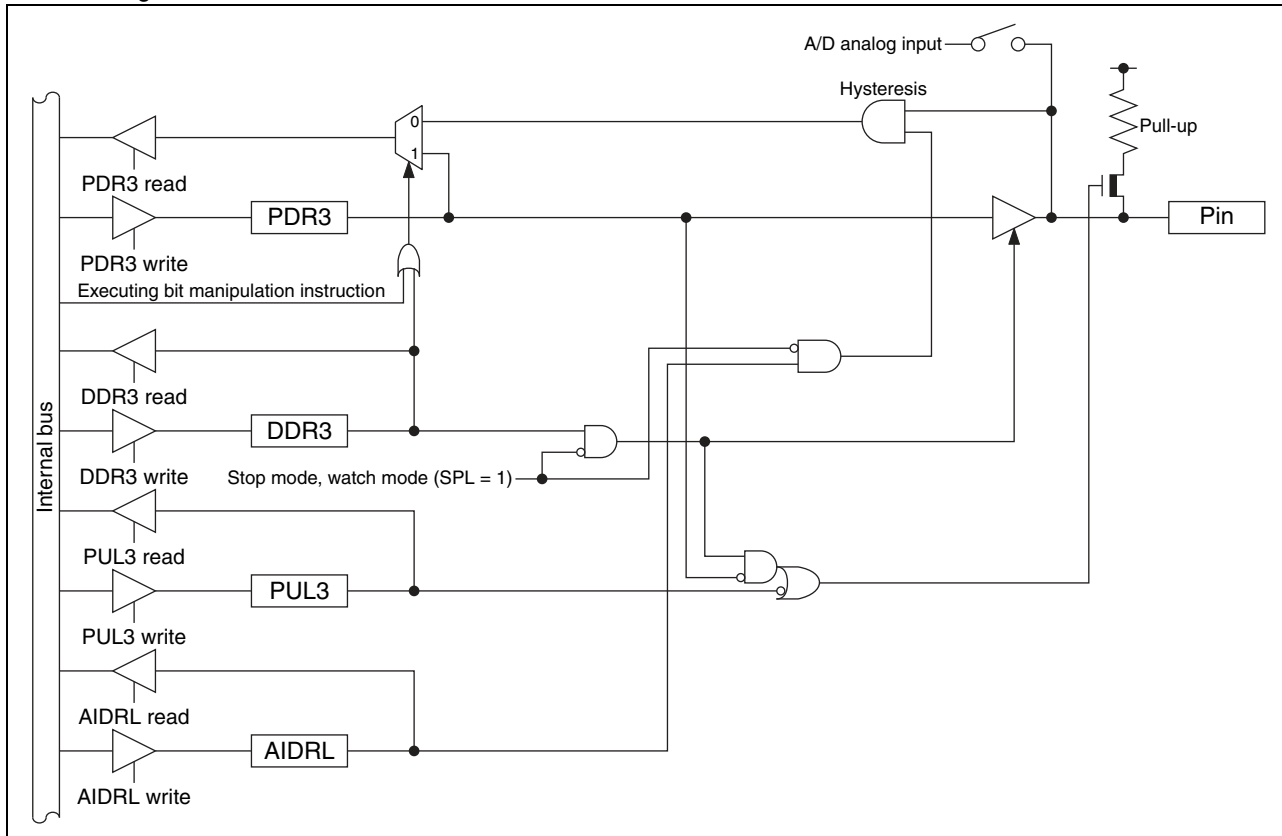 A/D analog input
Hysteresis
0
Pull-up
1
PDR3 read
PDR3
Pin
PDR3 write
Executing bit manipulation instruction
DDR3 read
DDR3
DDR3 write
Stop mode, watch mode (SPL = 1)
Internal bus
PUL3 read
PUL3
PUL3 write
AIDRL read
AIDRL
AIDRL write